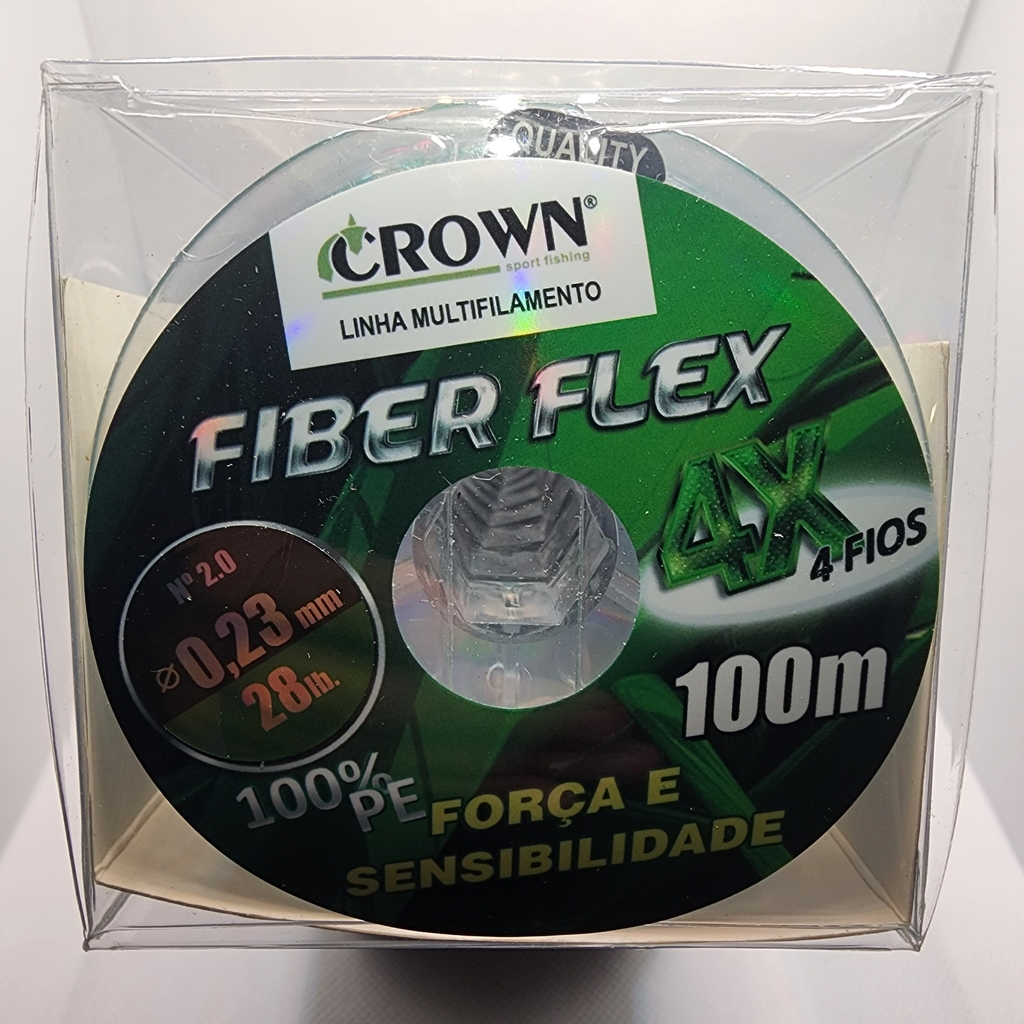 QUALITY
CROWN®
sport fishing
LINHA MULTIFILAMENTO
FIBER FLEX
4X
4 FIOS
Nº 2.0
Ø 0,23 mm
28 lb.
100m
100% PE
FORÇA E
SENSIBILIDADE